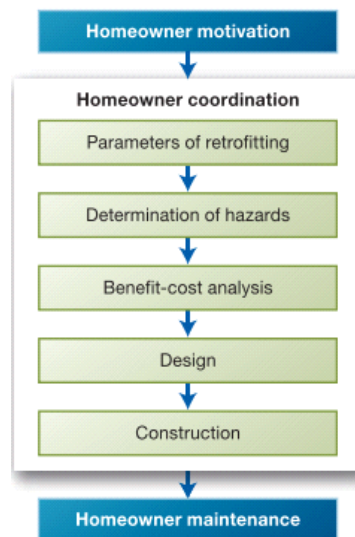 Homeowner motivation
Homeowner coordination
Parameters of retrofitting
Determination of hazards
Benefit-cost analysis
Design
Construction
Homeowner maintenance